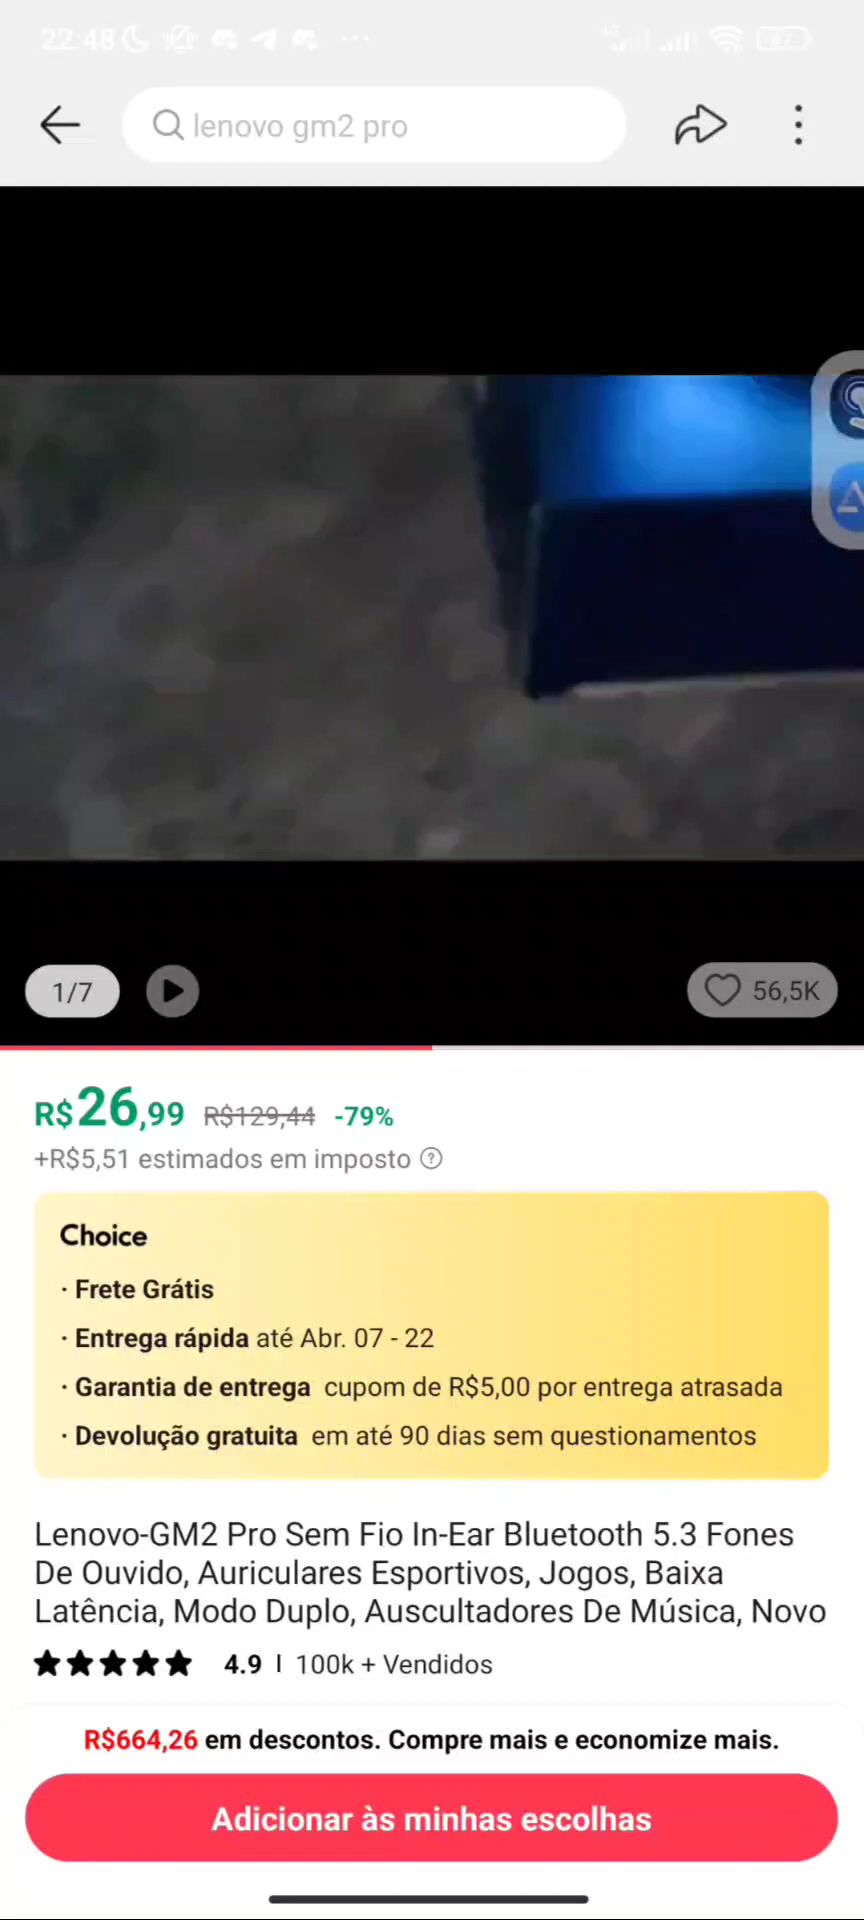 22:48
lenovo gm2 pro
1/7
56,5K
R$26,99 R$129,44 -79%
+R$5,51 estimados em imposto
Choice
· Frete Grátis
· Entrega rápida até Abr. 07 - 22
· Garantia de entrega cupom de R$5,00 por entrega atrasada
· Devolução gratuita em até 90 dias sem questionamentos
Lenovo-GM2 Pro Sem Fio In-Ear Bluetooth 5.3 Fones
De Ouvido, Auriculares Esportivos, Jogos, Baixa
Latência, Modo Duplo, Auscultadores De Música, Novo
4.9 | 100k + Vendidos
R$664,26 em descontos. Compre mais e economize mais.
Adicionar às minhas escolhas